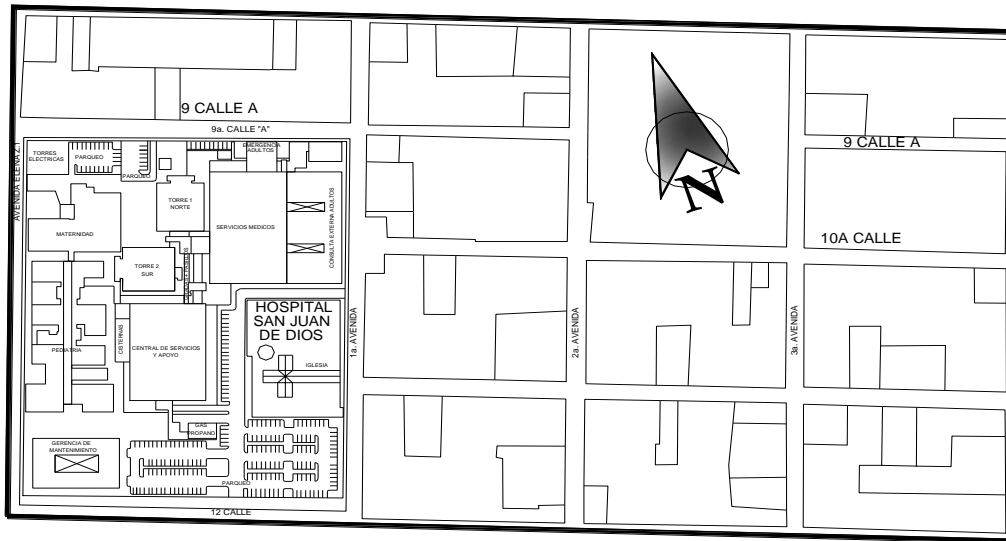 9 CALLE A
9a. CALLE "A"
9 CALLE A
10A CALLE
AVENIDA ELENA Z.1
TORRES
ELECTRICAS
PARQUEO
PARQUEO
EMERGENCIA
ADULTOS
TORRE 1
NORTE
MATERNIDAD
SERVICIOS MEDICOS
CONSULTA EXTERNA ADULTOS
TORRE 2
SUR
N
HOSPITAL
SAN JUAN
DE DIOS
IGLESIA
PEDIATRIA
CISTERNAS
CENTRAL DE SERVICIOS
Y APOYO
GAS
PROPANO
GERENCIA DE
MANTENIMIENTO
PARQUEO
12 CALLE
1a. AVENIDA
2a. AVENIDA
3a. AVENIDA